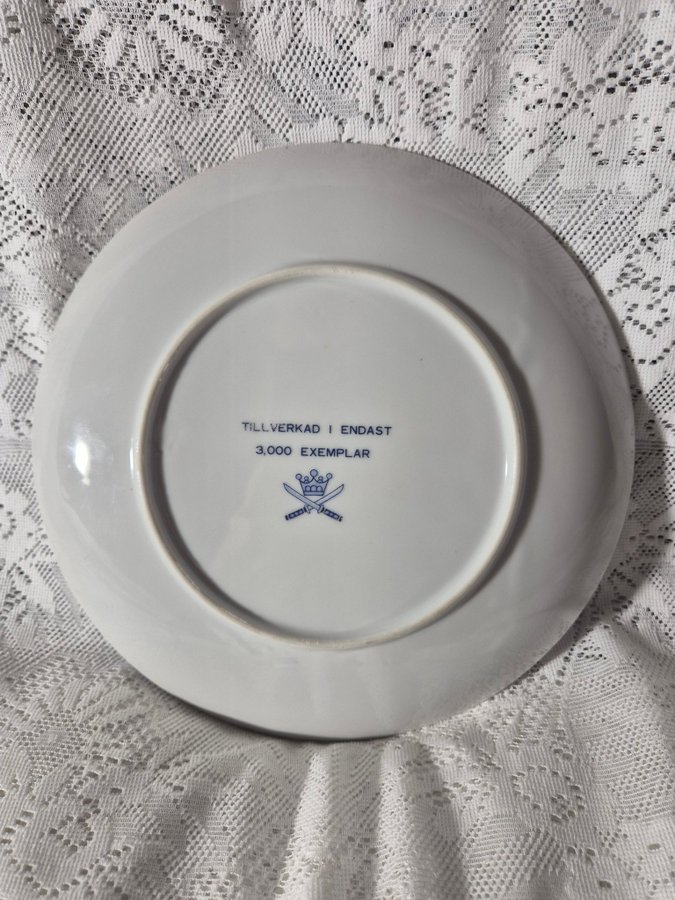 TILLVERKAD I ENDAST
3,000 EXEMPLAR